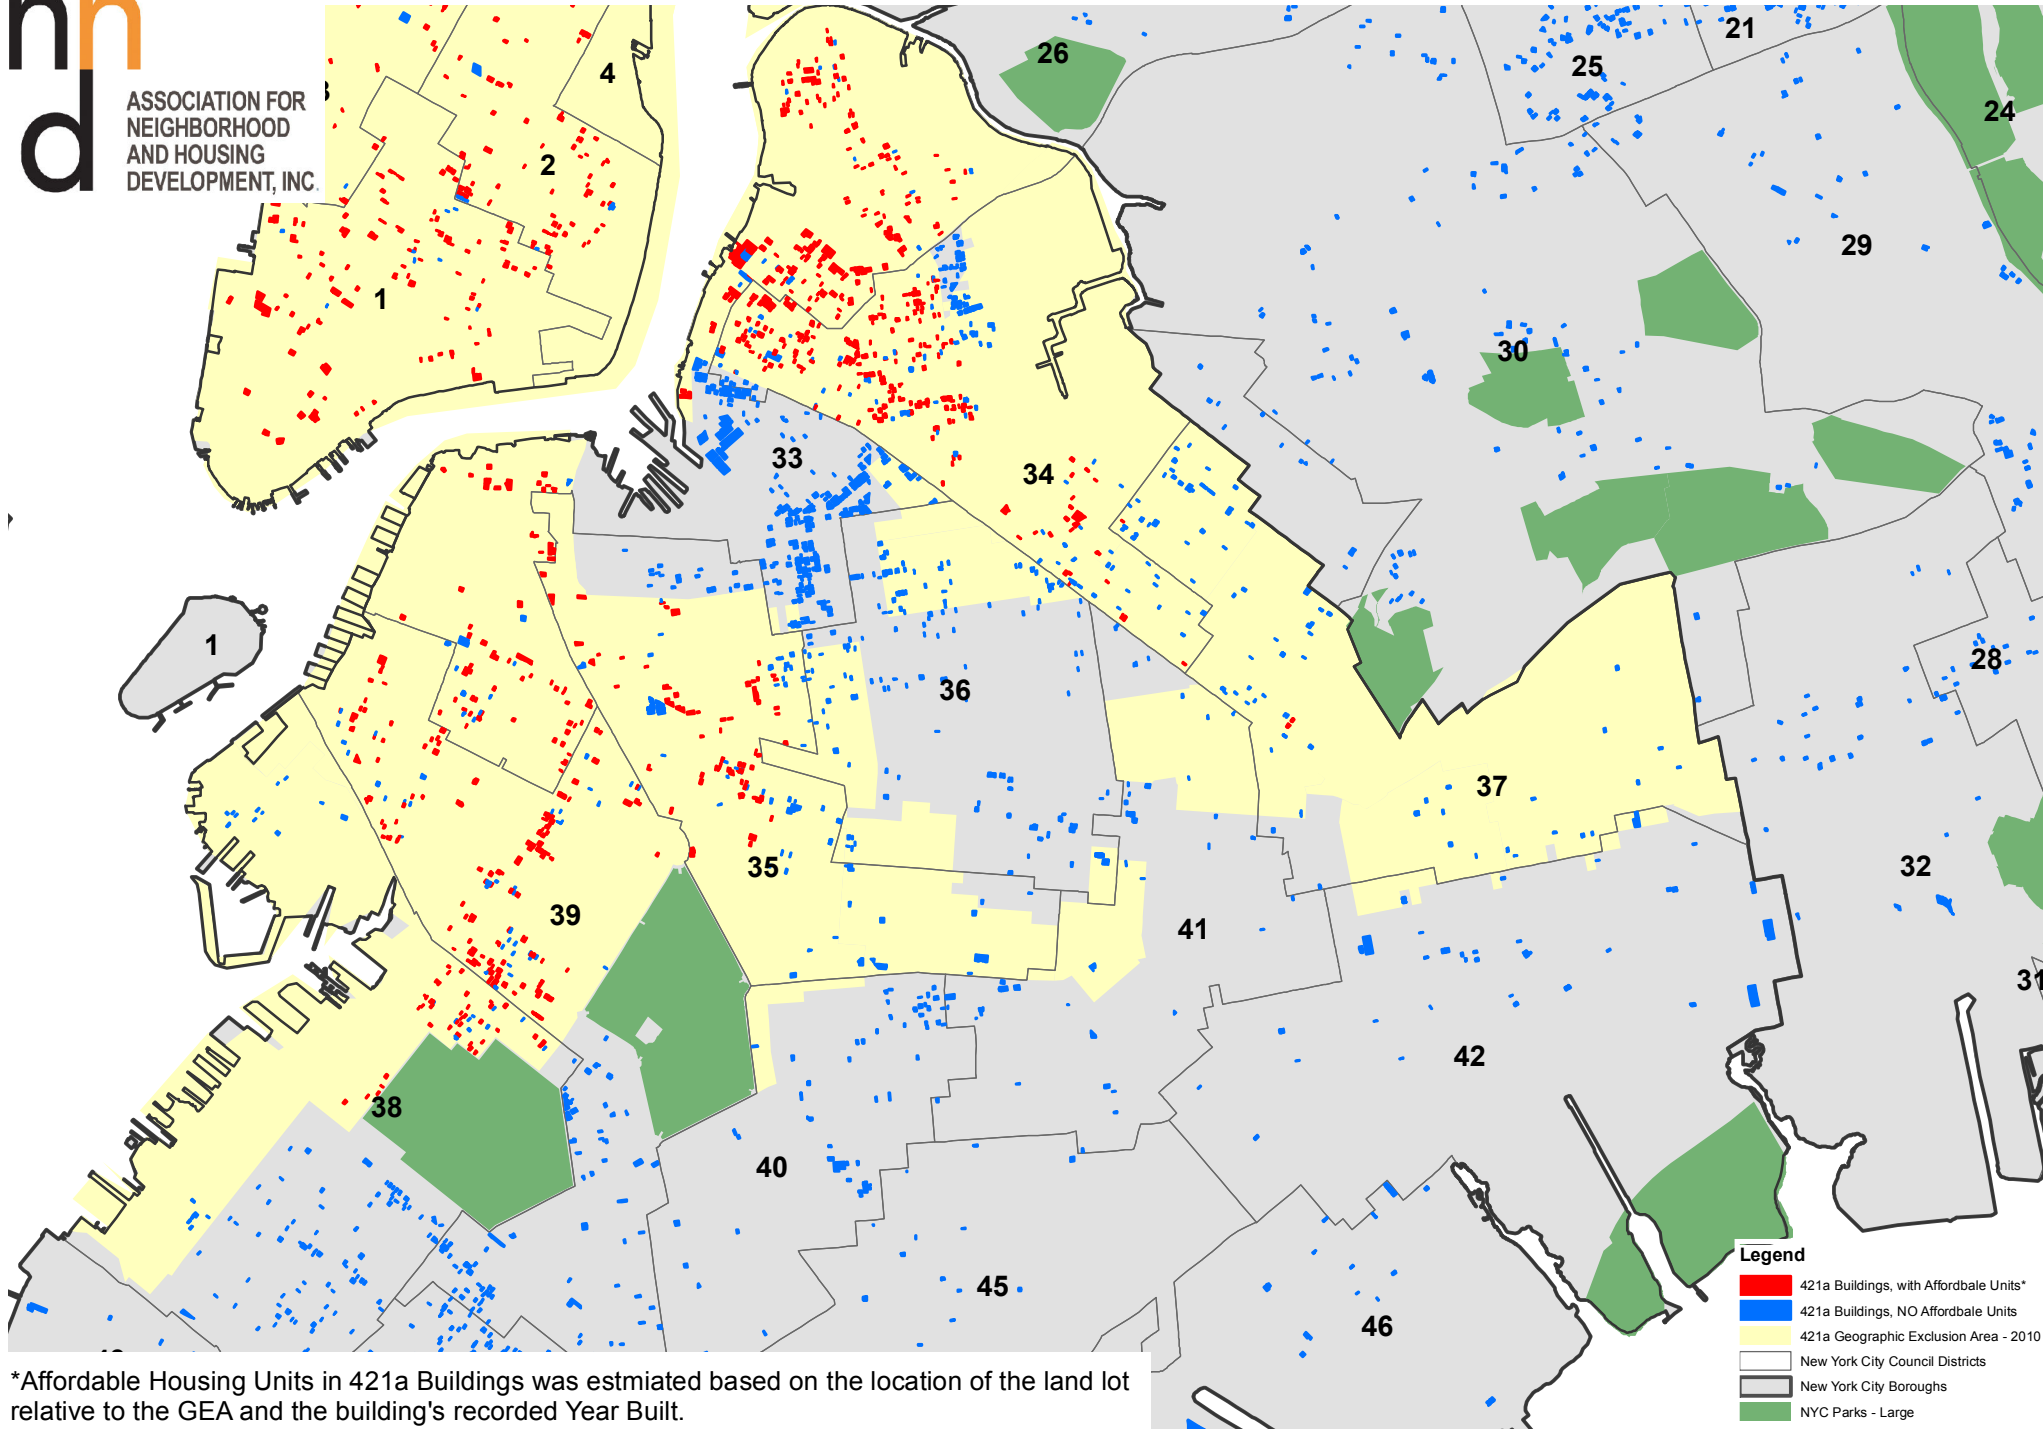 nn
d
ASSOCIATION FOR
NEIGHBORHOOD
AND HOUSING
DEVELOPMENT, INC.
4
2
1
1
26
25
21
24
29
30
33
34
36
28
37
35
32
39
41
31
42
38
40
45
46
Legend
421a Buildings, with Affordbale Units*
421a Buildings, NO Affordbale Units
421a Geographic Exclusion Area - 2010
New York City Council Districts
New York City Boroughs
NYC Parks - Large
*Affordable Housing Units in 421a Buildings was estmiated based on the location of the land lot
relative to the GEA and the building's recorded Year Built.